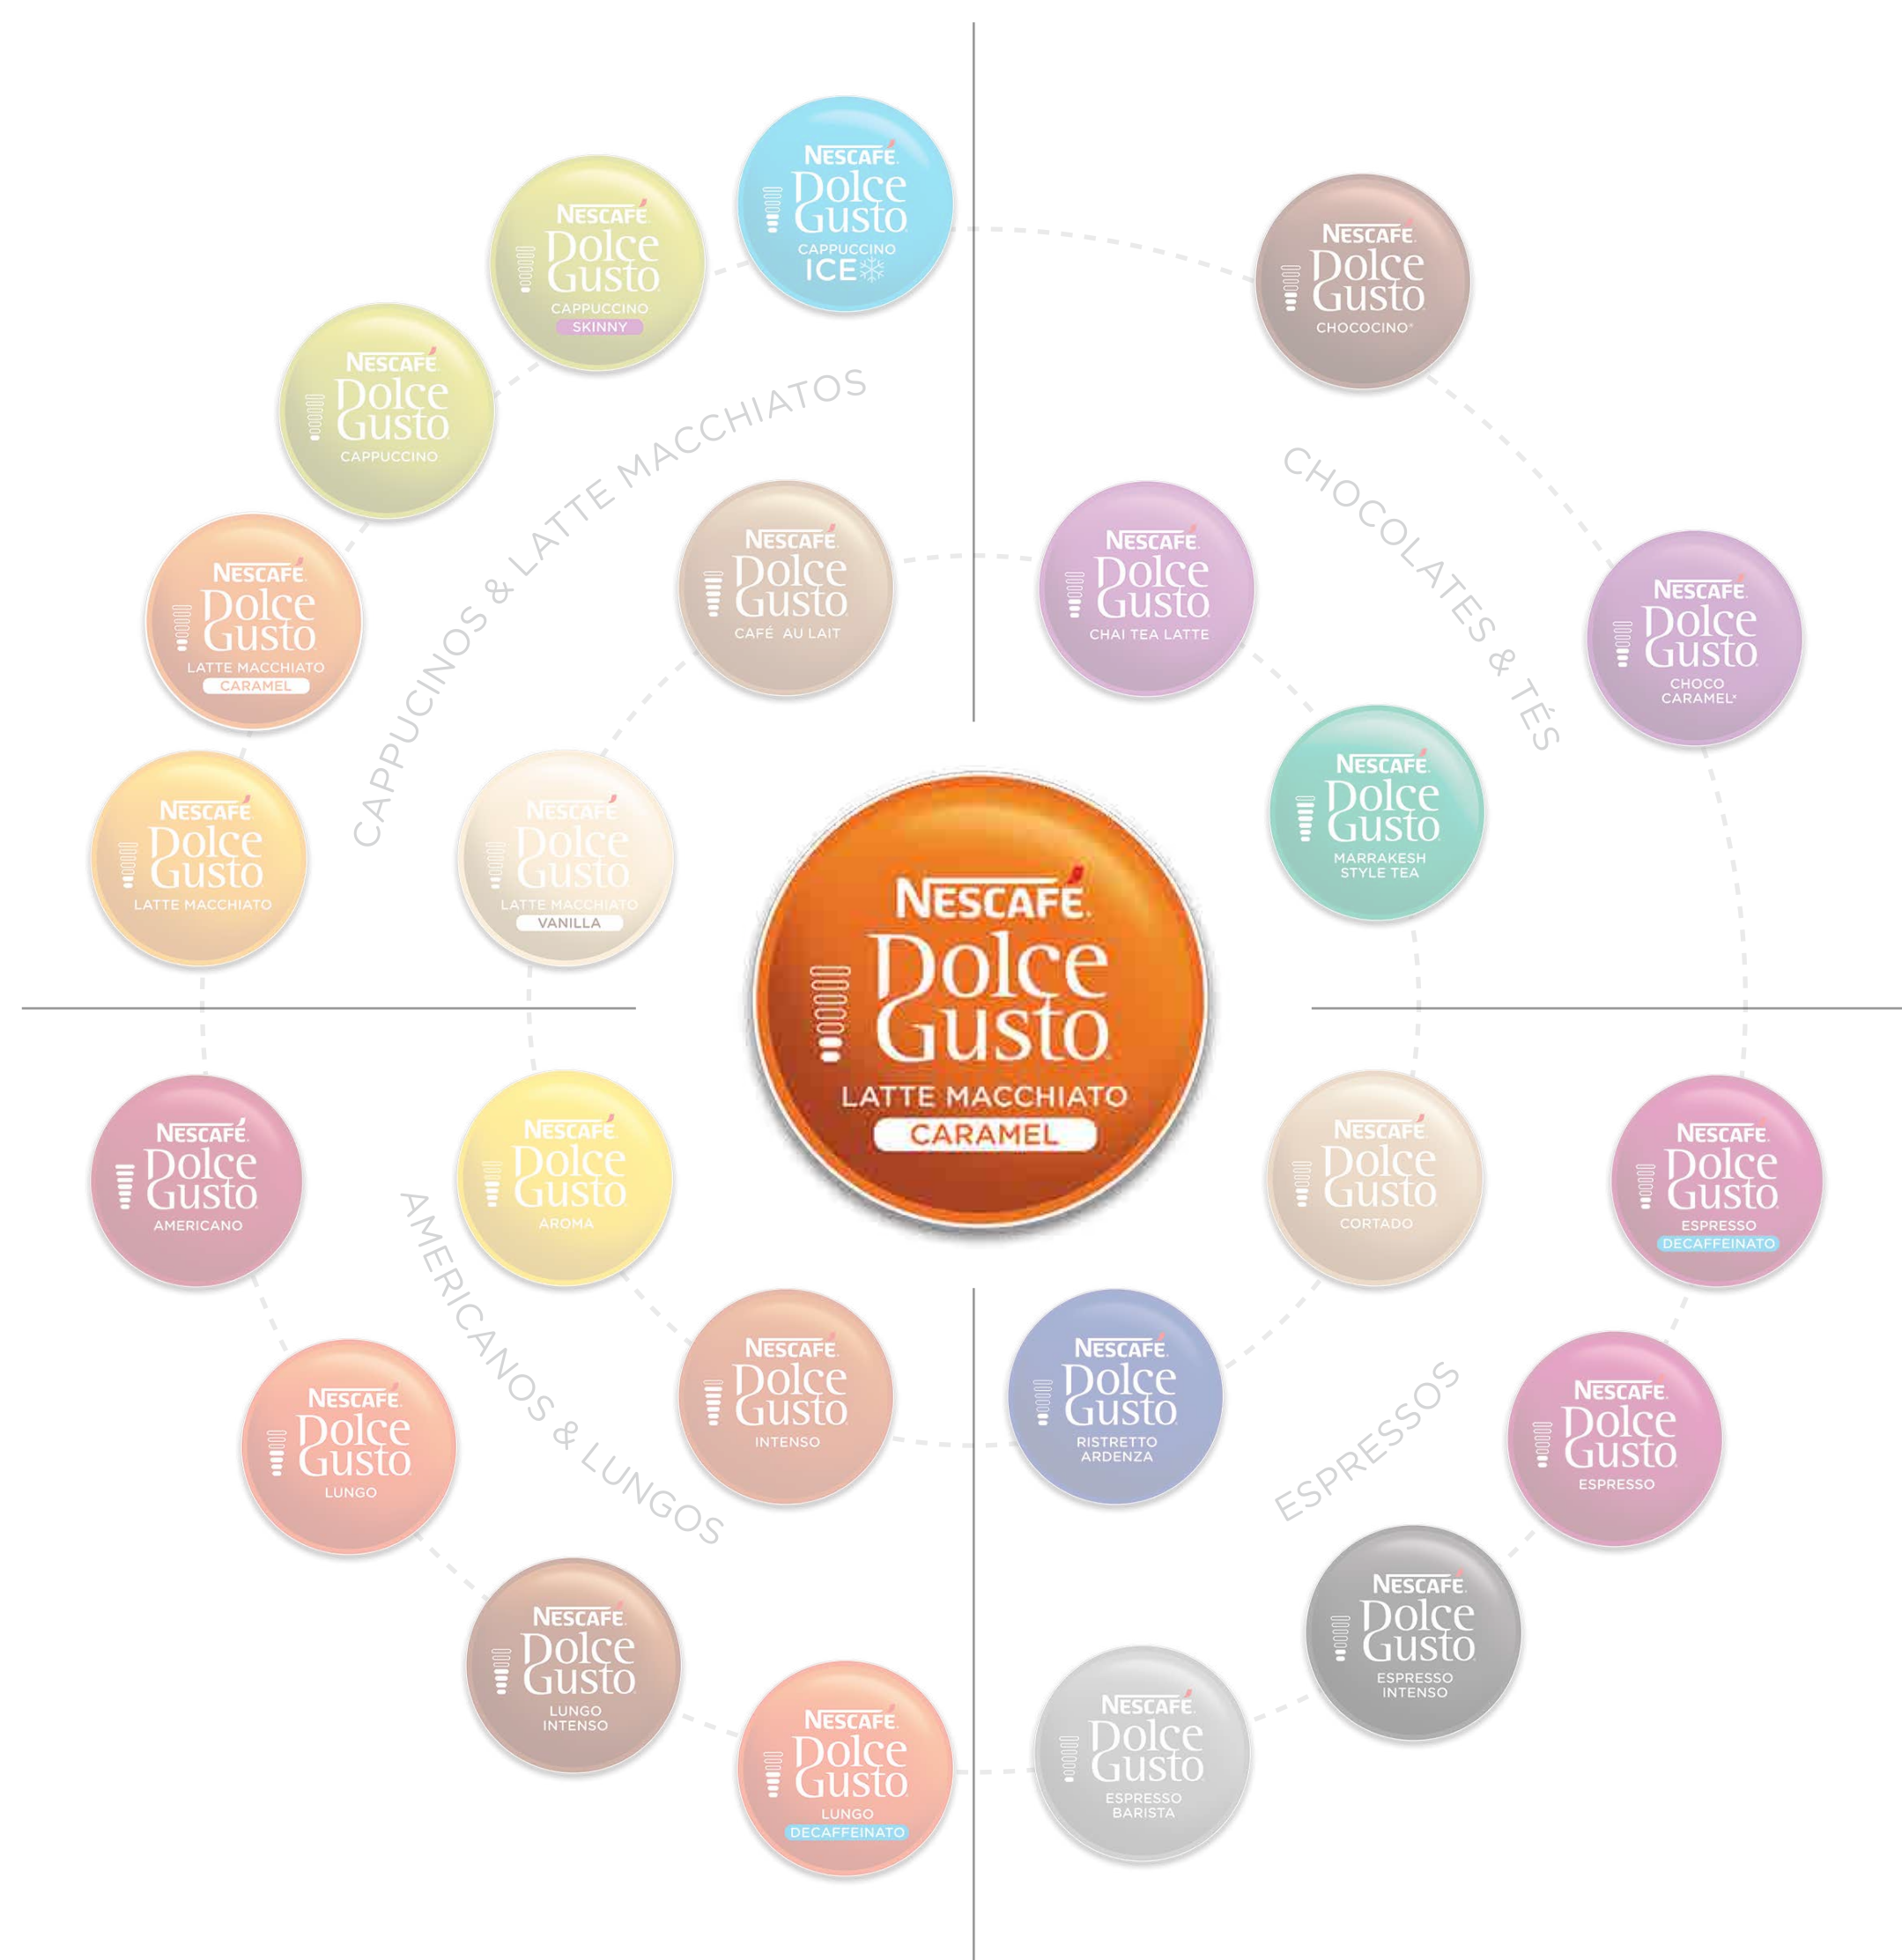 NESCAFÉ.
Dolce
Gusto
CAPPUCCINO
ICE
NESCAFÉ.
Dolce
Gusto
CAPPUCCINO
SKINNY
NESCAFÉ.
Dolce
Gusto
CAPPUCCINO
NESCAFÉ.
Dolce
Gusto
LATTE MACCHIATO
CARAMEL
NESCAFÉ.
Dolce
Gusto
LATTE MACCHIATO
CAPPUCINOS & LATTE MACCHIATOS
NESCAFÉ.
Dolce
Gusto
CAFÉ AU LAIT
NESCAFÉ.
Dolce
Gusto
LATTE MACCHIATO
VANILLA
NESCAFÉ.
Dolce
Gusto
CHOCOCINO®
NESCAFÉ.
Dolce
Gusto
CHOCO
CARAMEL*
CHOCOLATES & TÉS
NESCAFÉ.
Dolce
Gusto
CHAI TEA LATTE
NESCAFÉ.
Dolce
Gusto
MARRAKESH
STYLE TEA
NESCAFÉ.
Dolce
Gusto
LATTE MACCHIATO
CARAMEL
NESCAFÉ.
Dolce
Gusto
AMERICANO
NESCAFÉ.
Dolce
Gusto
AROMA
NESCAFÉ.
Dolce
Gusto
INTENSO
AMERICANOS & LUNGOS
NESCAFÉ.
Dolce
Gusto
LUNGO
NESCAFÉ.
Dolce
Gusto
LUNGO
INTENSO
NESCAFÉ.
Dolce
Gusto
LUNGO
DECAFFEINATO
NESCAFÉ.
Dolce
Gusto
CORTADO
NESCAFÉ.
Dolce
Gusto
ESPRESSO
DECAFFEINATO
NESCAFÉ.
Dolce
Gusto
RISTRETTO
ARDENZA
ESPRESSOS
NESCAFÉ.
Dolce
Gusto
ESPRESSO
NESCAFÉ.
Dolce
Gusto
ESPRESSO
INTENSO
NESCAFÉ.
Dolce
Gusto
ESPRESSO
BARISTA